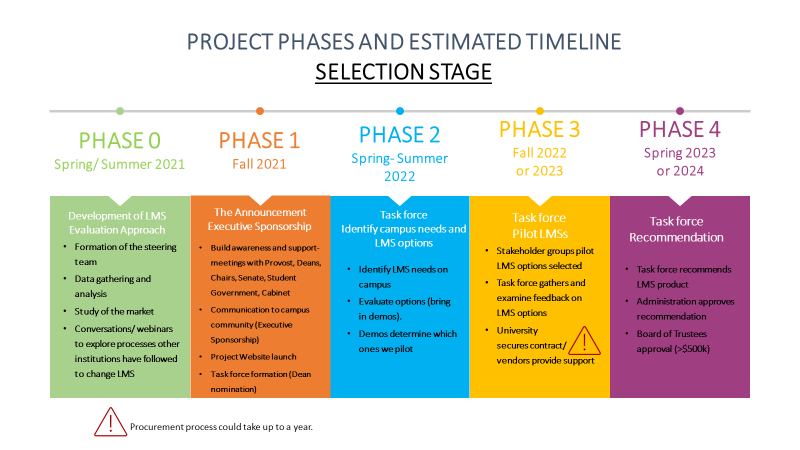 PROJECT PHASES AND ESTIMATED TIMELINE
SELECTION STAGE
PHASE 0
Spring/ Summer 2021
PHASE 1
Fall 2021
PHASE 2
Spring- Summer
2022
PHASE 3
Fall 2022
or 2023
PHASE 4
Spring 2023
or 2024
Development of LMS
Evaluation Approach
• Formation of the steering
team
• Data gathering and
analysis
• Study of the market
• Conversations/ webinars
to explore processes other
institutions have followed
to change LMS
The Announcement
Executive Sponsorship
• Build awareness and support-
meetings with Provost, Deans,
Chairs, Senate, Student
Government, Cabinet
• Communication to campus
community (Executive
Sponsorship)
• Project Website launch
• Task force formation (Dean
nomination)
Task force
Identify campus needs and
LMS options
• Identify LMS needs on
campus
• Evaluate options (bring
in demos).
• Demos determine which
ones we pilot
Task force
Pilot LMSs
• Stakeholder groups pilot
LMS options selected
• Task force gathers and
examine feedback on
LMS options
• University
secures contract/
vendors provide support
Task force
Recommendation
• Task force recommends
LMS product
• Administration approves
recommendation
• Board of Trustees
approval (>$500k)
Procurement process could take up to a year.